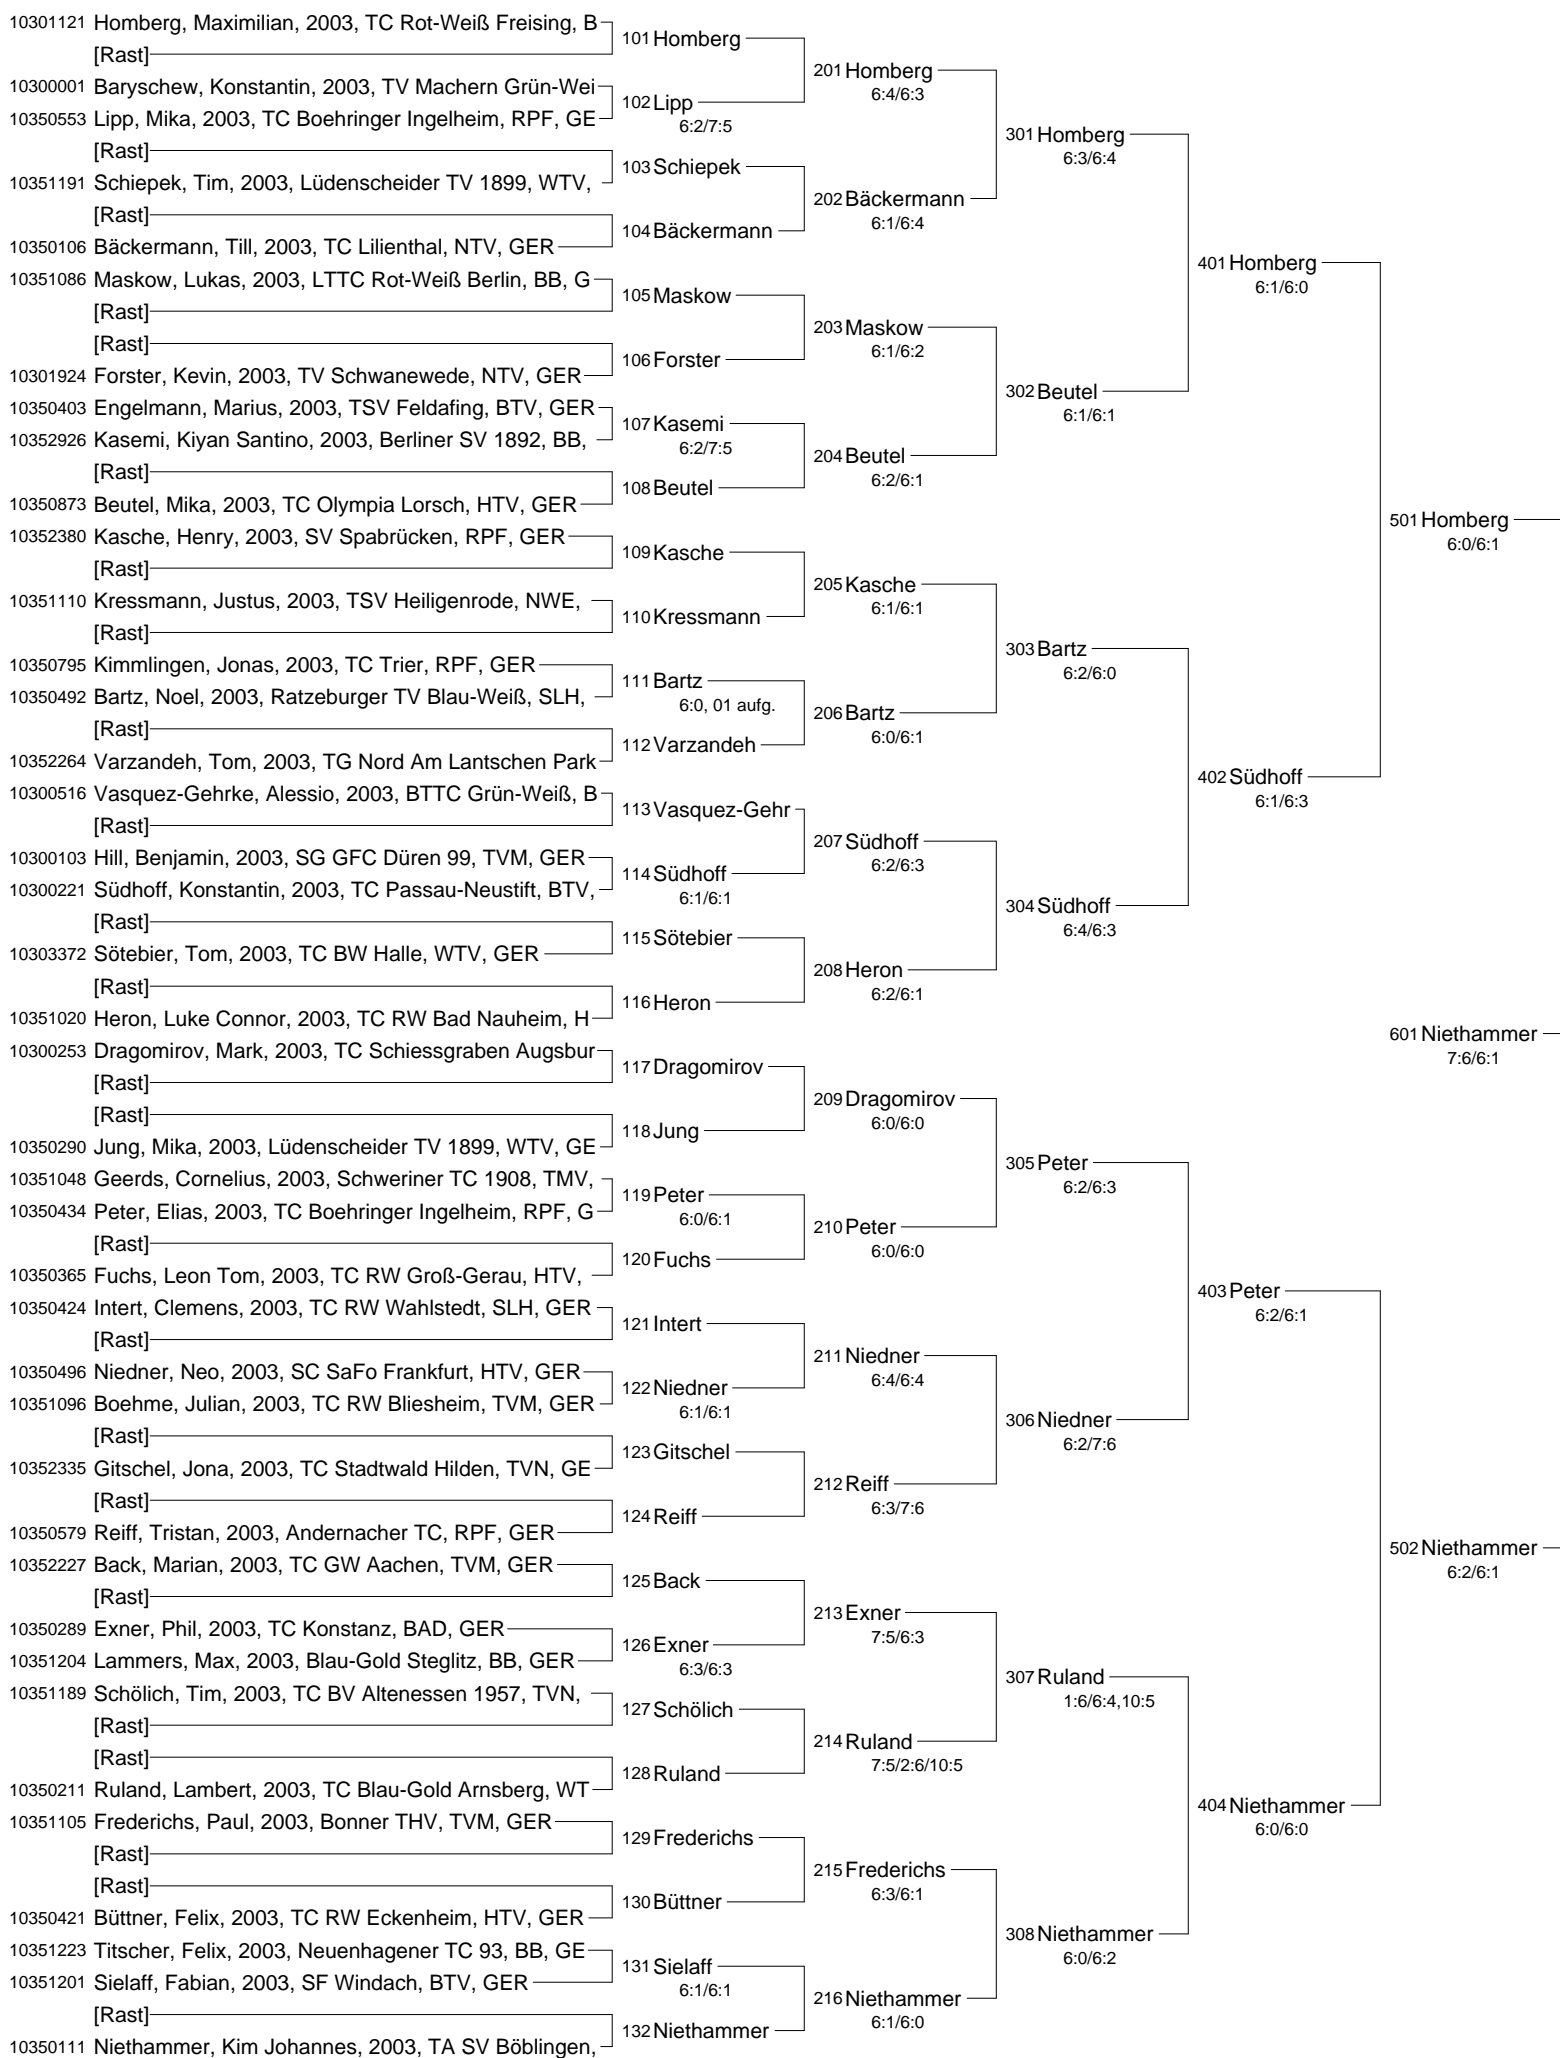 10301121 Homberg, Maximilian, 2003, TC Rot-Weiß Freising, B
[Rast]
10300001 Baryschew, Konstantin, 2003, TV Machern Grün-Wei
10350553 Lipp, Mika, 2003, TC Boehringer Ingelheim, RPF, GE
[Rast]
10351191 Schiepek, Tim, 2003, Lüdenscheider TV 1899, WTV,
[Rast]
10350106 Bäckermann, Till, 2003, TC Lilienthal, NTV, GER
10351086 Maskow, Lukas, 2003, LTTC Rot-Weiß Berlin, BB, G
[Rast]
[Rast]
10301924 Forster, Kevin, 2003, TV Schwanewede, NTV, GER
10350403 Engelmann, Marius, 2003, TSV Feldafing, BTV, GER
10352926 Kasemi, Kiyan Santino, 2003, Berliner SV 1892, BB,
[Rast]
10350873 Beutel, Mika, 2003, TC Olympia Lorsch, HTV, GER
10352380 Kasche, Henry, 2003, SV Spabrücken, RPF, GER
[Rast]
10351110 Kressmann, Justus, 2003, TSV Heiligenrode, NWE,
[Rast]
10350795 Kimmlingen, Jonas, 2003, TC Trier, RPF, GER
10350492 Bartz, Noel, 2003, Ratzeburger TV Blau-Weiß, SLH,
[Rast]
10352264 Varzandeh, Tom, 2003, TG Nord Am Lantschen Park
10300516 Vasquez-Gehrke, Alessio, 2003, BTTC Grün-Weiß, B
[Rast]
10300103 Hill, Benjamin, 2003, SG GFC Düren 99, TVM, GER
10300221 Südhoff, Konstantin, 2003, TC Passau-Neustift, BTV,
[Rast]
10303372 Sötebier, Tom, 2003, TC BW Halle, WTV, GER
[Rast]
10351020 Heron, Luke Connor, 2003, TC RW Bad Nauheim, H
10300253 Dragomirov, Mark, 2003, TC Schiessgraben Augsbur
[Rast]
[Rast]
10350290 Jung, Mika, 2003, Lüdenscheider TV 1899, WTV, GE
10351048 Geerds, Cornelius, 2003, Schweriner TC 1908, TMV,
10350434 Peter, Elias, 2003, TC Boehringer Ingelheim, RPF, G
[Rast]
10350365 Fuchs, Leon Tom, 2003, TC RW Groß-Gerau, HTV,
10350424 Intert, Clemens, 2003, TC RW Wahlstedt, SLH, GER
[Rast]
10350496 Niedner, Neo, 2003, SC SaFo Frankfurt, HTV, GER
10351096 Boehme, Julian, 2003, TC RW Bliesheim, TVM, GER
[Rast]
10352335 Gitschel, Jona, 2003, TC Stadtwald Hilden, TVN, GE
[Rast]
10350579 Reiff, Tristan, 2003, Andernacher TC, RPF, GER
10352227 Back, Marian, 2003, TC GW Aachen, TVM, GER
[Rast]
10350289 Exner, Phil, 2003, TC Konstanz, BAD, GER
10351204 Lammers, Max, 2003, Blau-Gold Steglitz, BB, GER
10351189 Schölich, Tim, 2003, TC BV Altenessen 1957, TVN,
[Rast]
[Rast]
10350211 Ruland, Lambert, 2003, TC Blau-Gold Arnsberg, WT
10351105 Frederichs, Paul, 2003, Bonner THV, TVM, GER
[Rast]
[Rast]
10350421 Büttner, Felix, 2003, TC RW Eckenheim, HTV, GER
10351223 Titscher, Felix, 2003, Neuenhagener TC 93, BB, GE
10351201 Sielaff, Fabian, 2003, SF Windach, BTV, GER
[Rast]
10350111 Niethammer, Kim Johannes, 2003, TA SV Böblingen,
101 Homberg
102 Lipp
6:2/7:5
103 Schiepek
104 Bäckermann
105 Maskow
106 Forster
107 Kasemi
6:2/7:5
108 Beutel
109 Kasche
110 Kressmann
111 Bartz
6:0, 01 aufg.
112 Varzandeh
113 Vasquez-Gehr
114 Südhoff
6:1/6:1
115 Sötebier
116 Heron
117 Dragomirov
118 Jung
119 Peter
6:0/6:1
120 Fuchs
121 Intert
122 Niedner
6:1/6:1
123 Gitschel
124 Reiff
125 Back
126 Exner
6:3/6:3
127 Schölich
128 Ruland
129 Frederichs
130 Büttner
131 Sielaff
6:1/6:1
132 Niethammer
201 Homberg
6:4/6:3
202 Bäckermann
6:1/6:4
203 Maskow
6:1/6:2
204 Beutel
6:2/6:1
205 Kasche
6:1/6:1
206 Bartz
6:0/6:1
207 Südhoff
6:2/6:3
208 Heron
6:2/6:1
209 Dragomirov
6:0/6:0
210 Peter
6:0/6:0
211 Niedner
6:4/6:4
212 Reiff
6:3/7:6
213 Exner
7:5/6:3
214 Ruland
7:5/2:6/10:5
215 Frederichs
6:3/6:1
216 Niethammer
6:1/6:0
301 Homberg
6:3/6:4
302 Beutel
6:1/6:1
303 Bartz
6:2/6:0
304 Südhoff
6:4/6:3
305 Peter
6:2/6:3
306 Niedner
6:2/7:6
307 Ruland
1:6/6:4,10:5
308 Niethammer
6:0/6:2
401 Homberg
6:1/6:0
402 Südhoff
6:1/6:3
403 Peter
6:2/6:1
404 Niethammer
6:0/6:0
501 Homberg
6:0/6:1
601 Niethammer
7:6/6:1
502 Niethammer
6:2/6:1